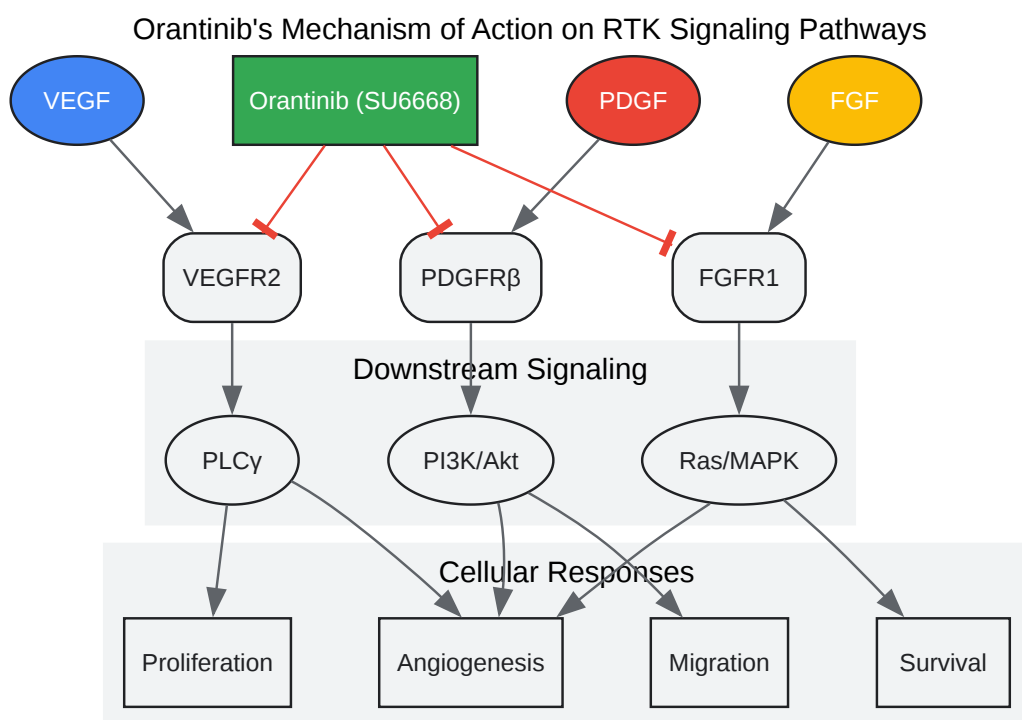 Orantinib's Mechanism of Action on RTK Signaling Pathways
VEGF
Orantinib (SU6668)
PDGF
FGF
VEGFR2
PDGFRβ
FGFR1
Downstream Signaling
PLCγ
PI3K/Akt
Ras/MAPK
Cellular Responses
Proliferation
Angiogenesis
Migration
Survival